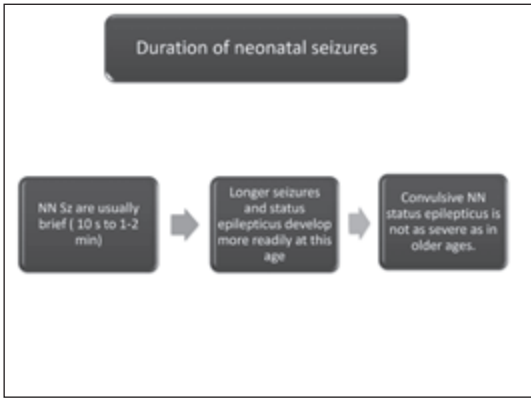 Duration of neonatal seizures
NN Sz are usually
brief ( 10 s to 1-2
min)
Longer seizures
and status
epilepticus develop
more readily at this
age
Convulsive NN
status epilepticus is
not as severe as in
older ages.